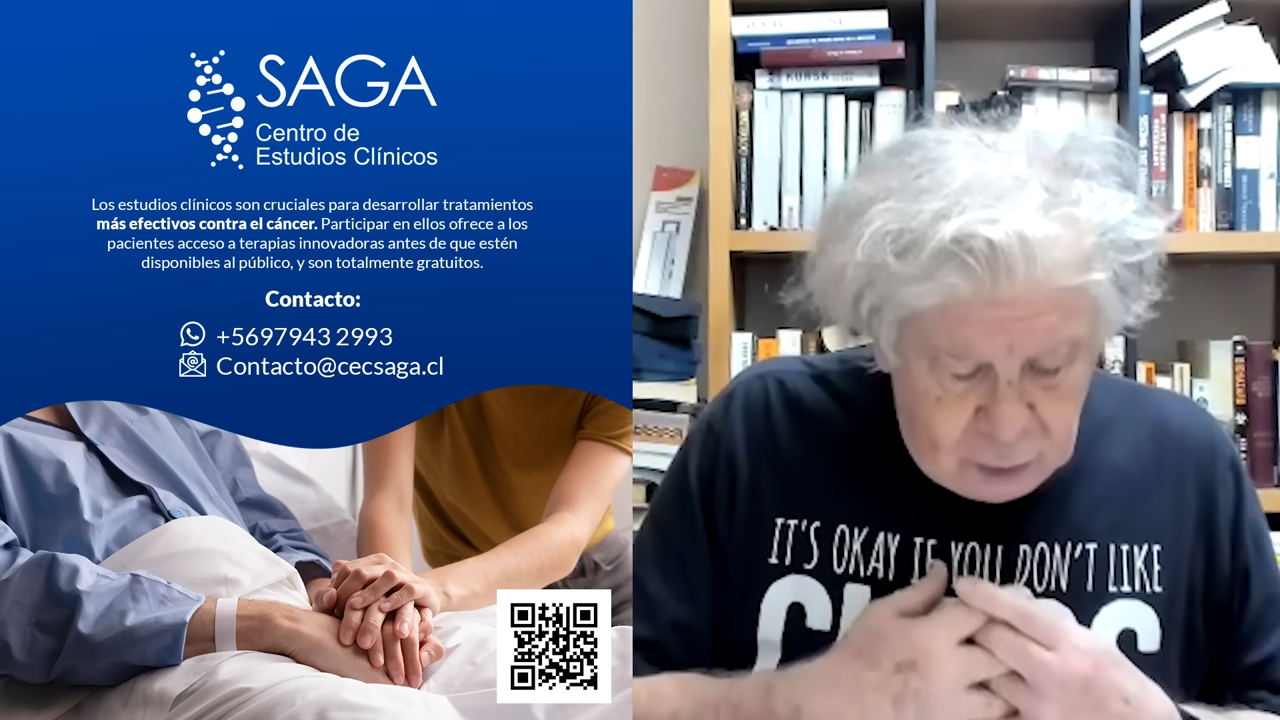 SAGA
Centro de
Estudios Clínicos
Los estudios clínicos son cruciales para desarrollar tratamientos
más efectivos contra el cáncer. Participar en ellos ofrece a los
pacientes acceso a terapias innovadoras antes de que estén
disponibles al público, y son totalmente gratuitos.
Contacto:
+5697943 2993
Contacto@cecsaga.cl
KURSK
IT'S OKAY IF YOU DON'T LIKE